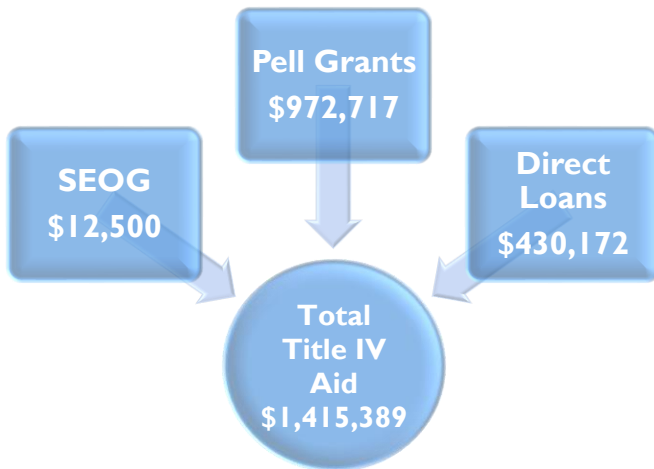 Pell Grants
$972,717
SEOG
$12,500
Direct
Loans
$430,172
Total
Title IV
Aid
$1,415,389